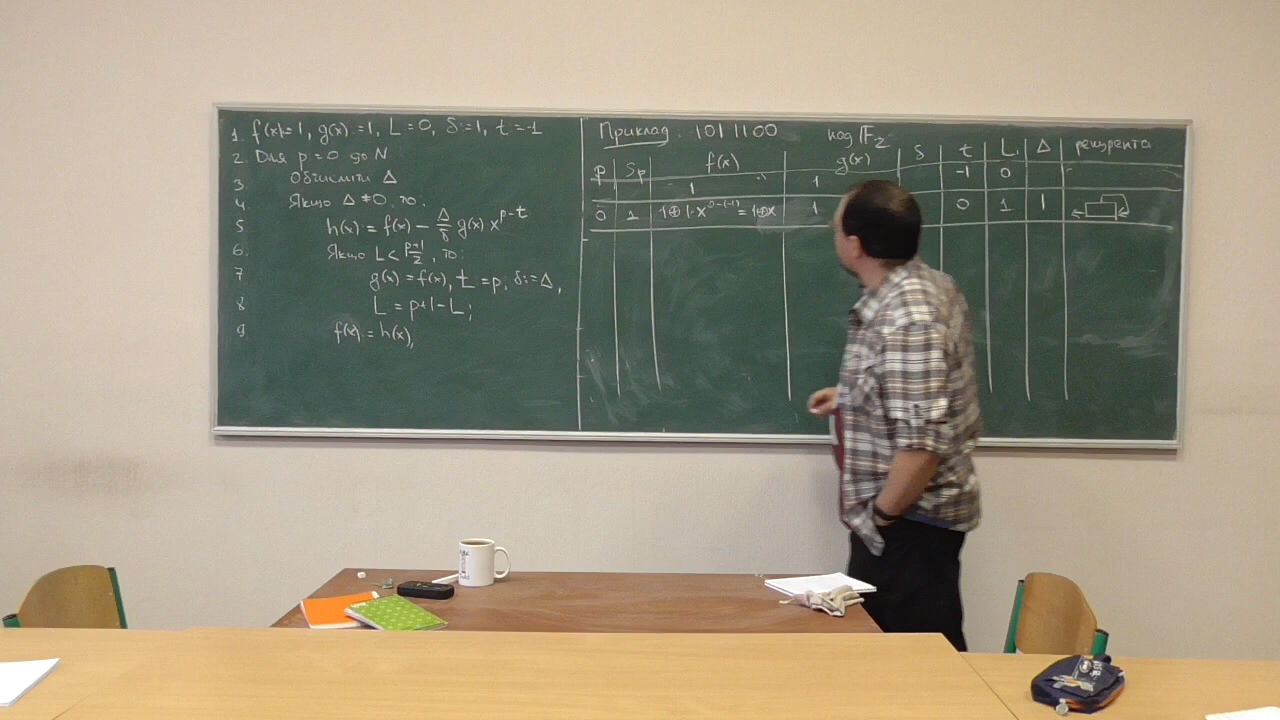 1. f(x)=1, g(x)=1, L=0, δ:=1, t=-1
2. Для p=0 до N
3. Обчислити Δ
4. Якщо Δ≠0, то:
5 h(x) = f(x) - Δ/δ g(x) x^(p-t)
6. Якщо L < (p+1)/2, то:
7 g(x) = f(x), t = p, δ:=Δ,
8 L = p+1-L;
9 f(x) = h(x),
Приклад: 1011100 над F₂
p Sp f(x) g(x) δ t L Δ рекурента
1 1 -1 0
0 1 1⊕1·x^(0-(-1)) = 1⊕x 1 0 1 1